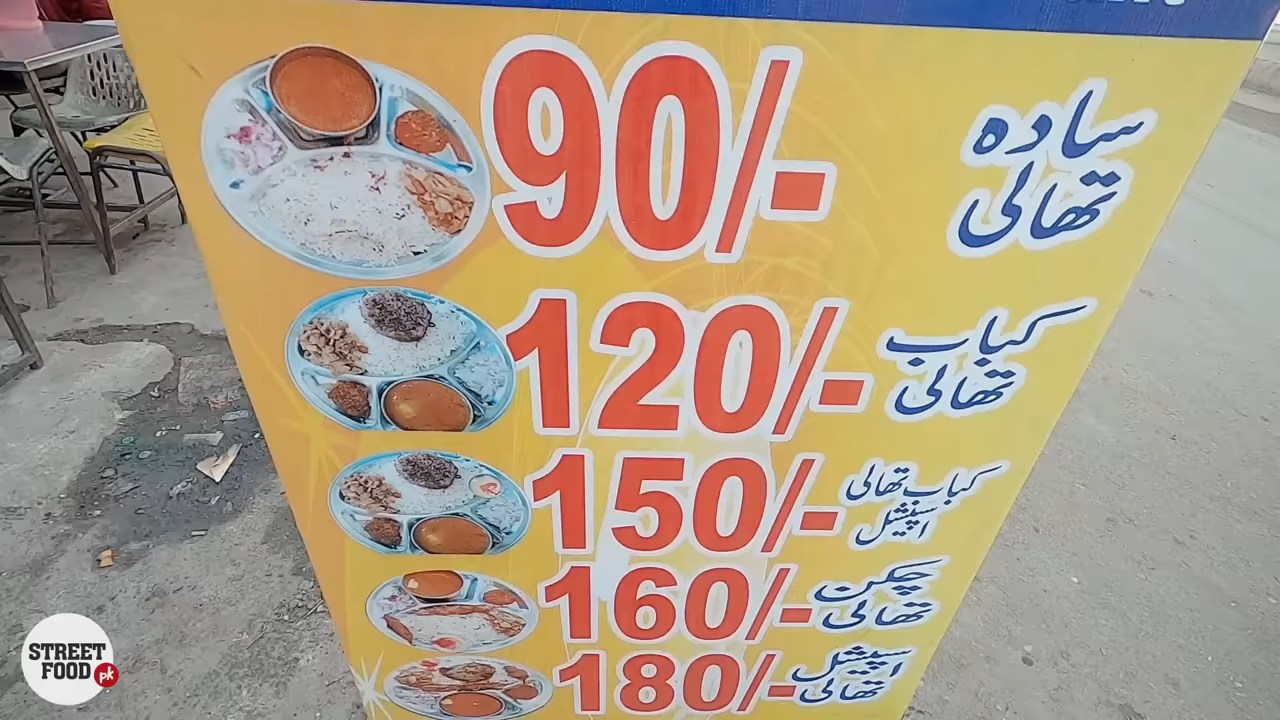 90/-
سادہ
تھالی
120/-
کباب
تھالی
150/-
کباب تھالی
اسپیشل
160/-
چکن
تھالی
180/-
اسپیشل
تھالی
STREET
FOOD
pk